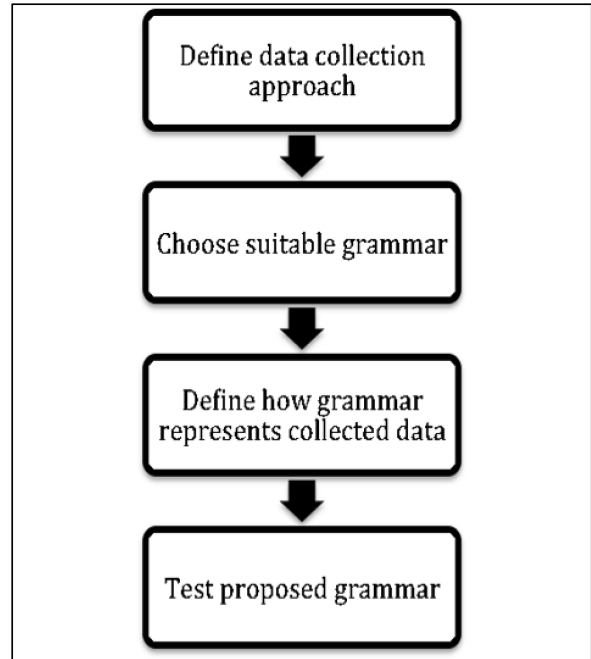 Define data collection
approach
Choose suitable grammar
Define how grammar
represents collected data
Test proposed grammar